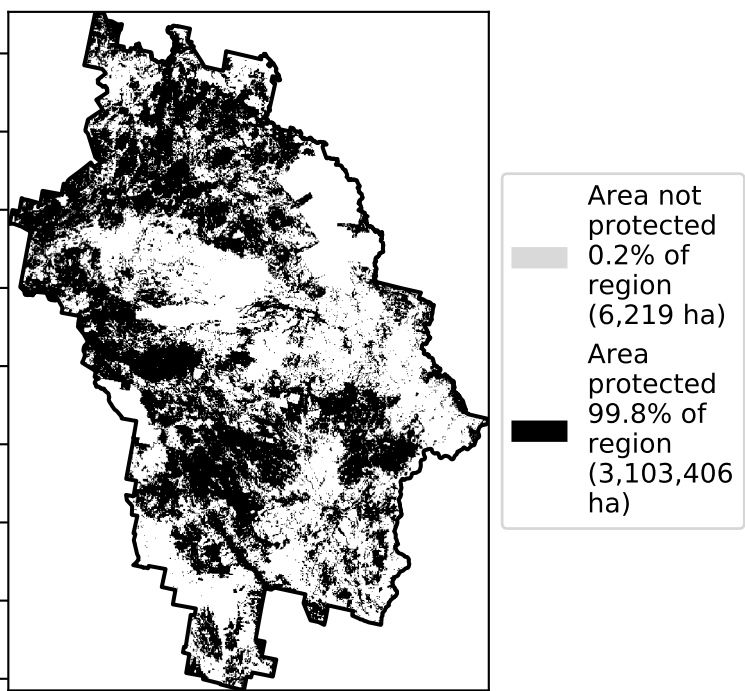 Area not
protected
0.2% of
region
(6,219 ha)
Area
protected
99.8% of
region
(3,103,406
ha)